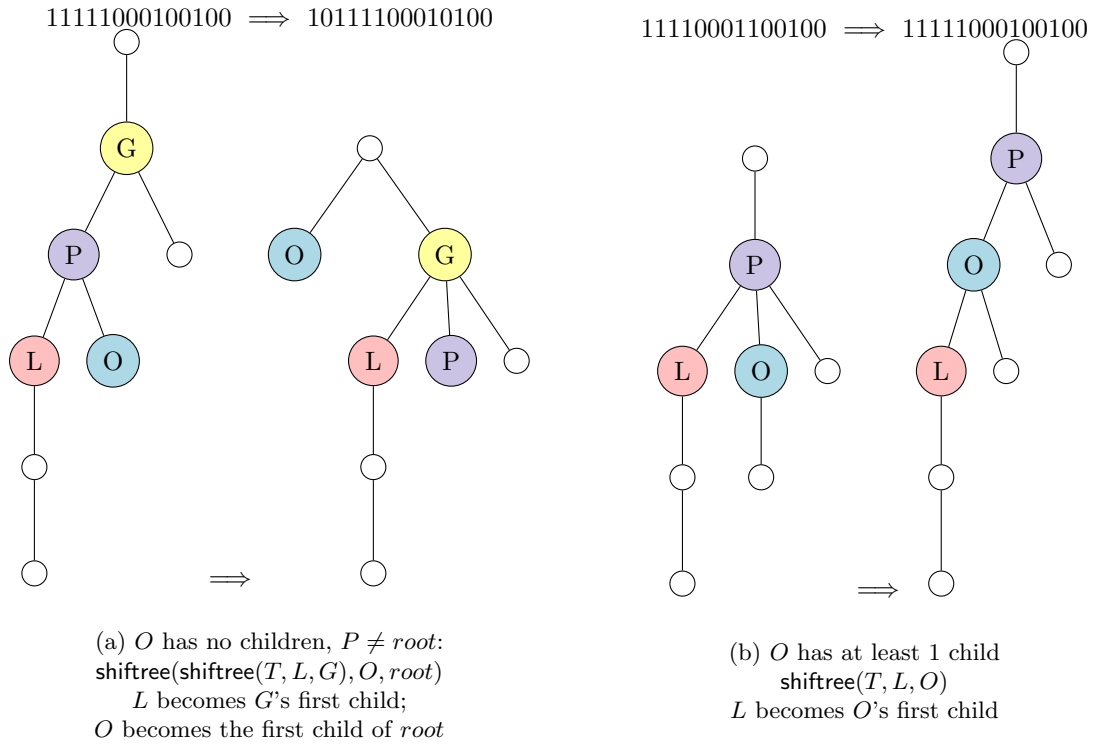 11111000100100 ⟹ 10111100010100
G
P
L
O
O
G
L
P
⟹
(a) O has no children, P ≠ root:
shiftree(shiftree(T, L, G), O, root)
L becomes G's first child;
O becomes the first child of root
11110001100100 ⟹ 11111000100100
P
L
O
P
O
L
⟹
(b) O has at least 1 child
shiftree(T, L, O)
L becomes O's first child